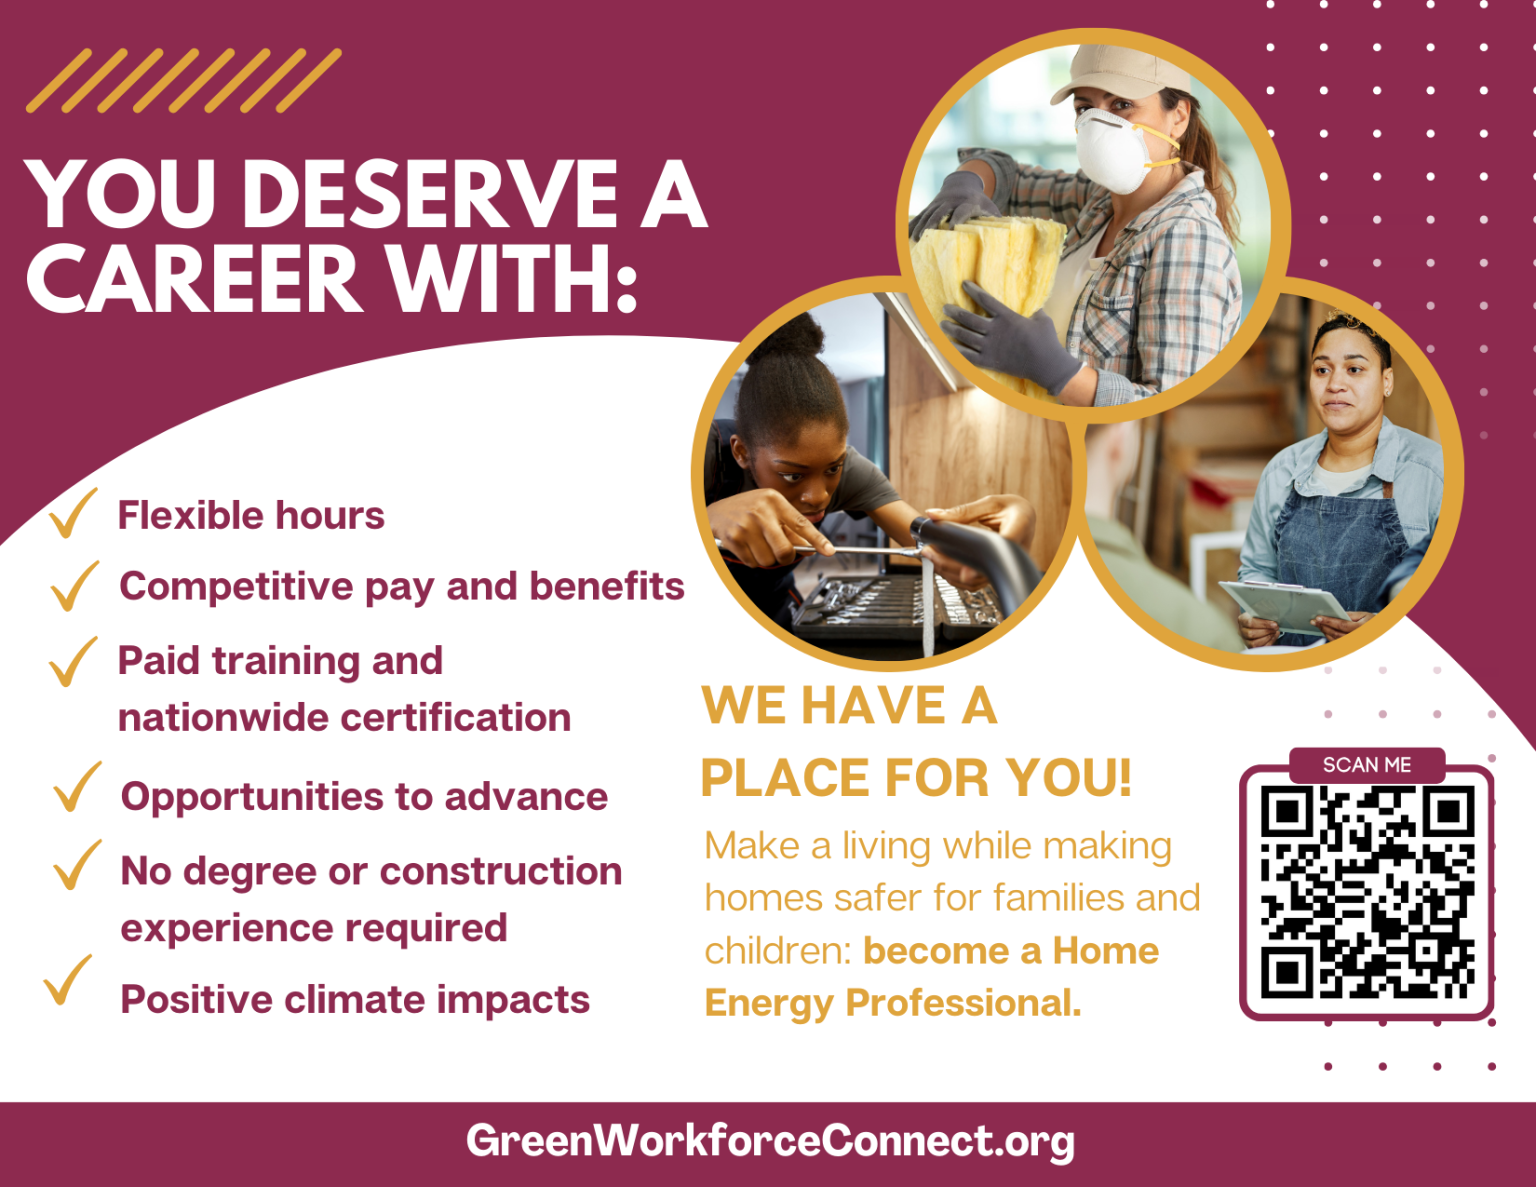 YOU DESERVE A
CAREER WITH:
Flexible hours
Competitive pay and benefits
Paid training and
nationwide certification
Opportunities to advance
No degree or construction
experience required
Positive climate impacts
WE HAVE A
PLACE FOR YOU!
Make a living while making
homes safer for families and
children: become a Home
Energy Professional.
SCAN ME
GreenWorkforceConnect.org